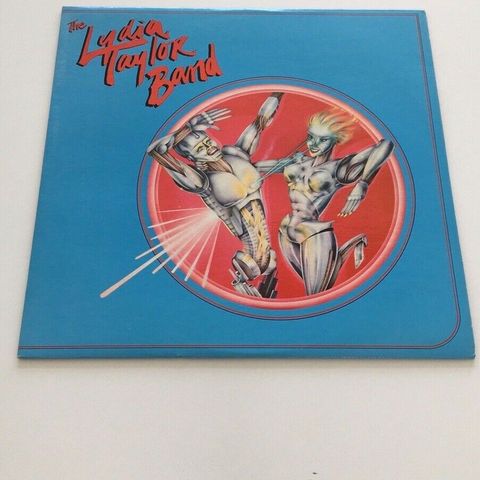 The
Lydia
Taylor
Band